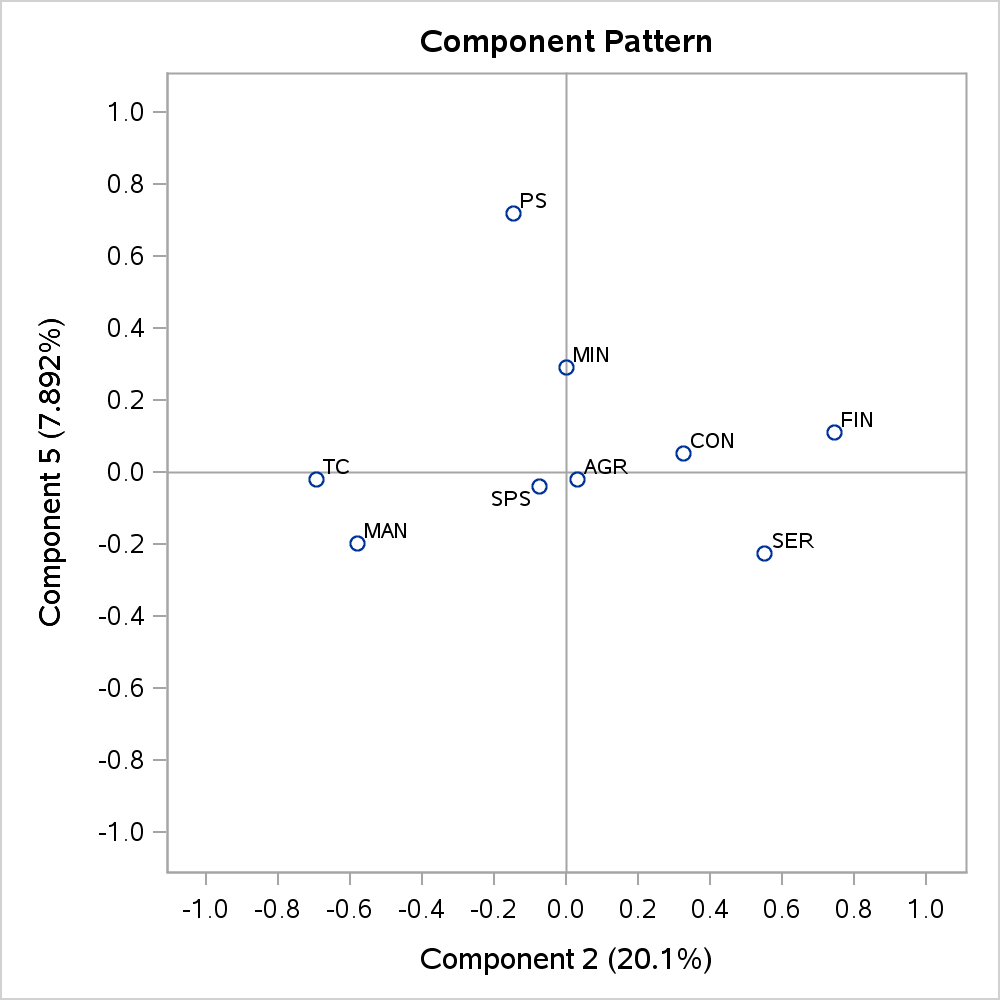 Component Pattern
Component 5 (7.892%)
1.0
0.8
0.6
0.4
0.2
0.0
-0.2
-0.4
-0.6
-0.8
-1.0
PS
MIN
FIN
CON
TC
AGR
SPS
MAN
SER
-1.0 -0.8 -0.6 -0.4 -0.2 0.0 0.2 0.4 0.6 0.8 1.0
Component 2 (20.1%)